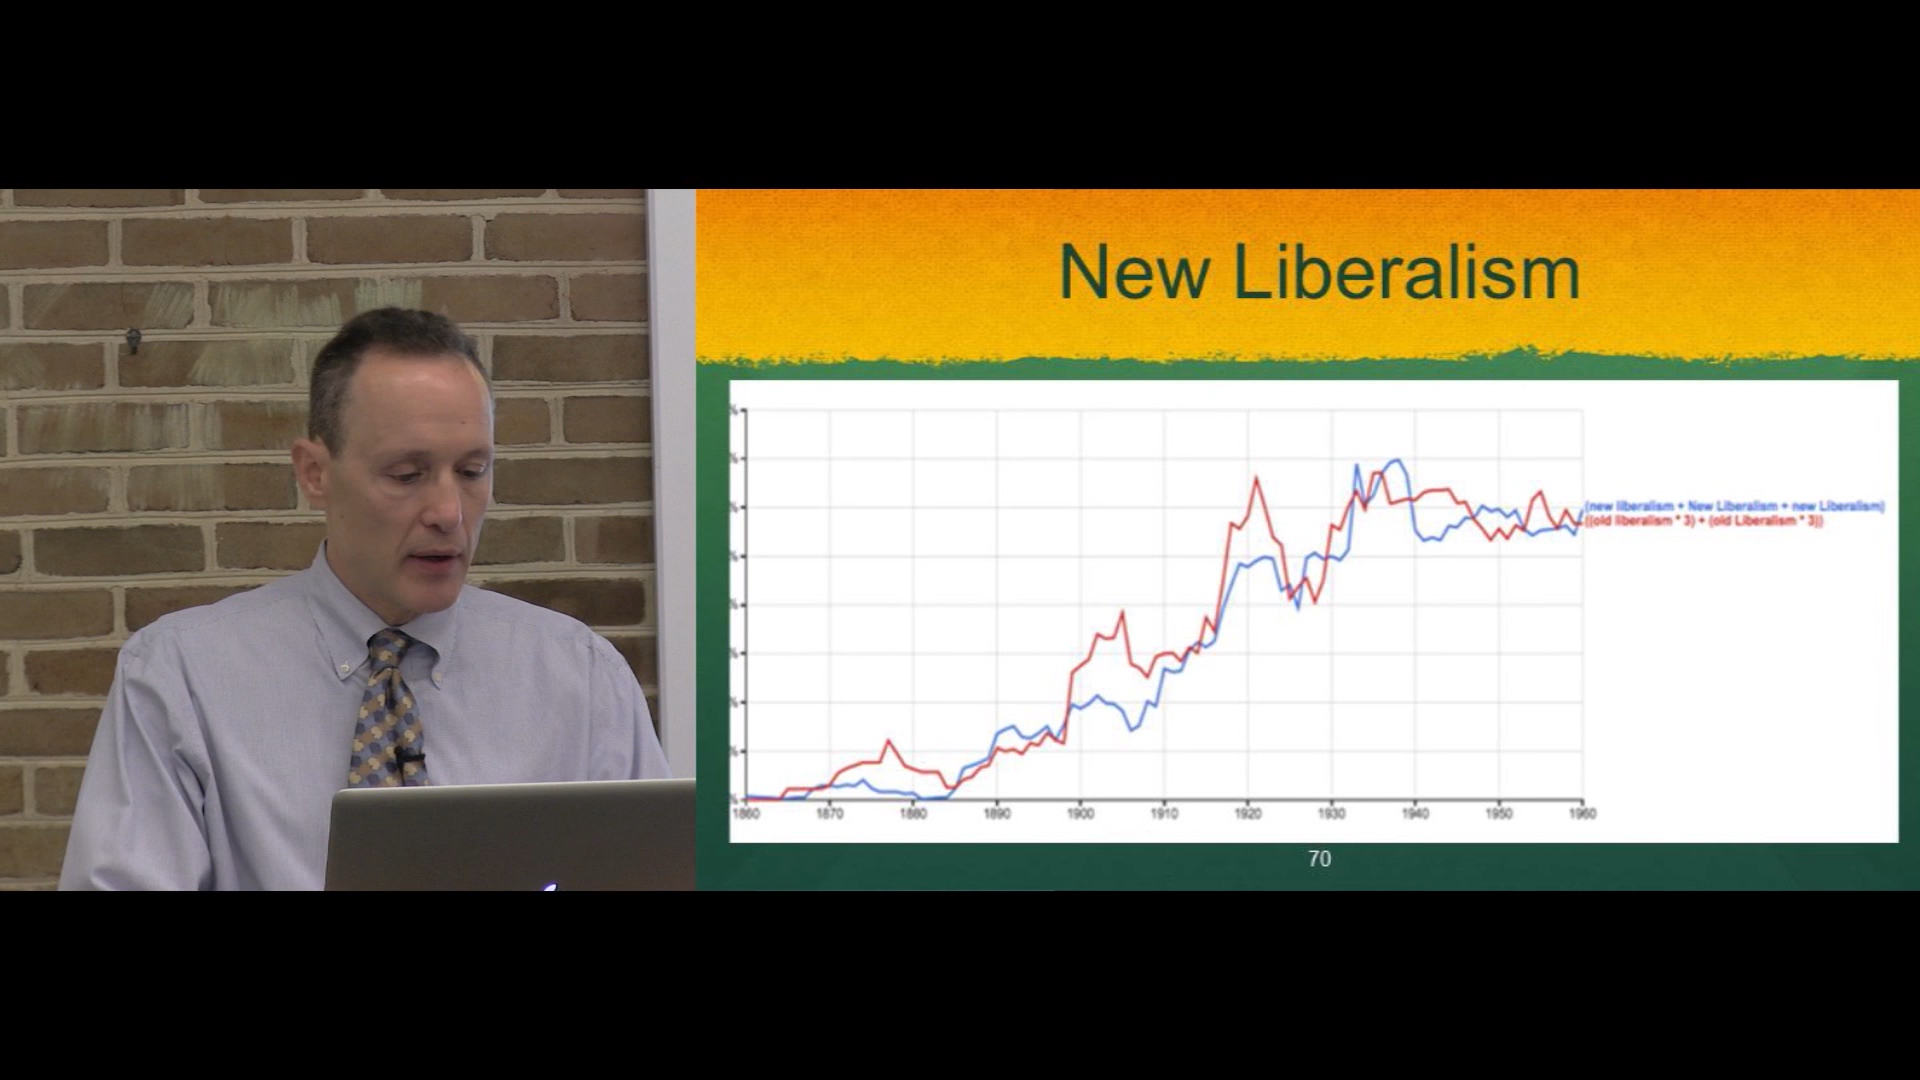 New Liberalism
%
%
%
(new liberalism + New Liberalism + new Liberalism)
((old liberalism * 3) + (old Liberalism * 3))
%
%
%
%
%
%
1860 1870 1880 1890 1900 1910 1920 1930 1940 1950 1960
70